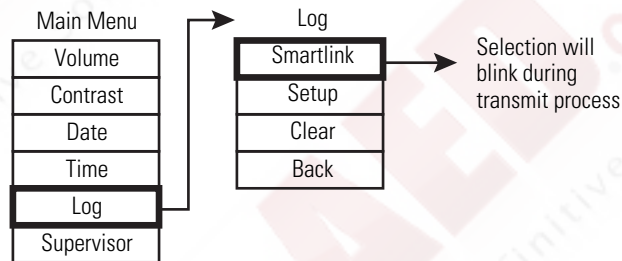 Main Menu
Volume
Contrast
Date
Time
Log
Supervisor
Log
Smartlink
Setup
Clear
Back
Selection will
blink during
transmit process
AED